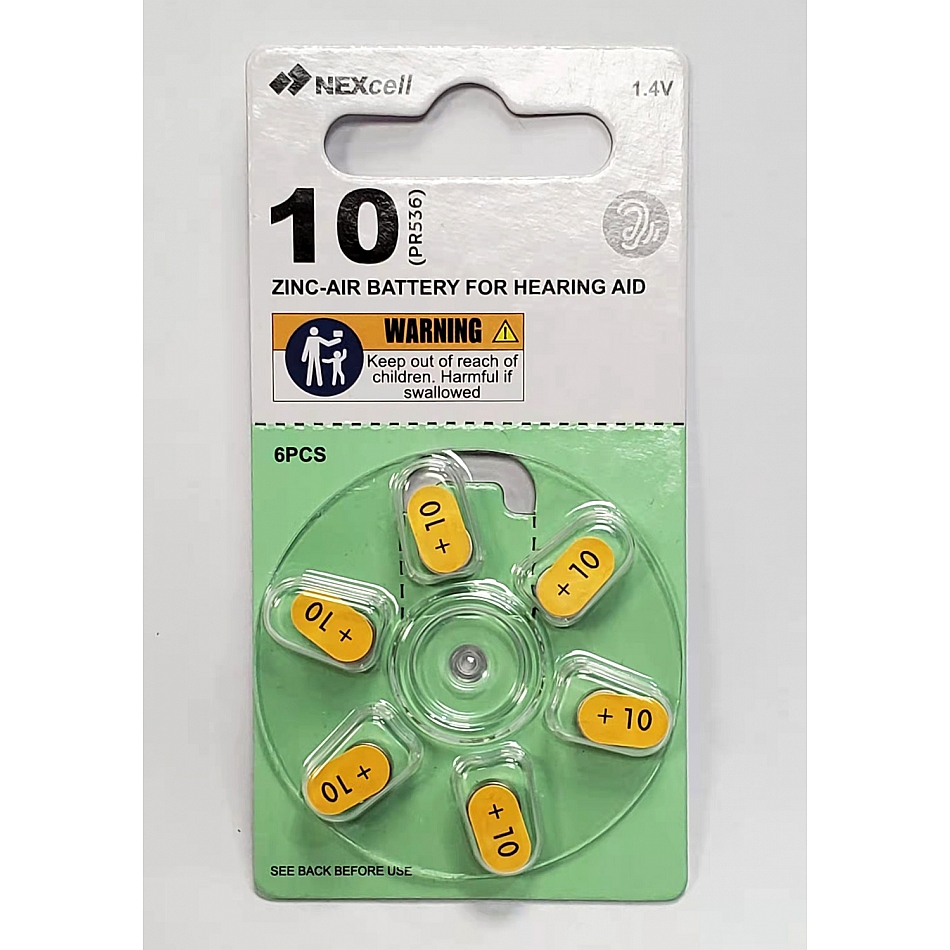 NEXcell
1.4V
10 (PR536)
ZINC-AIR BATTERY FOR HEARING AID
WARNING
Keep out of reach of
children. Harmful if
swallowed
6PCS
+ 10
+ 10
+ 10
+ 10
+ 10
+ 10
SEE BACK BEFORE USE